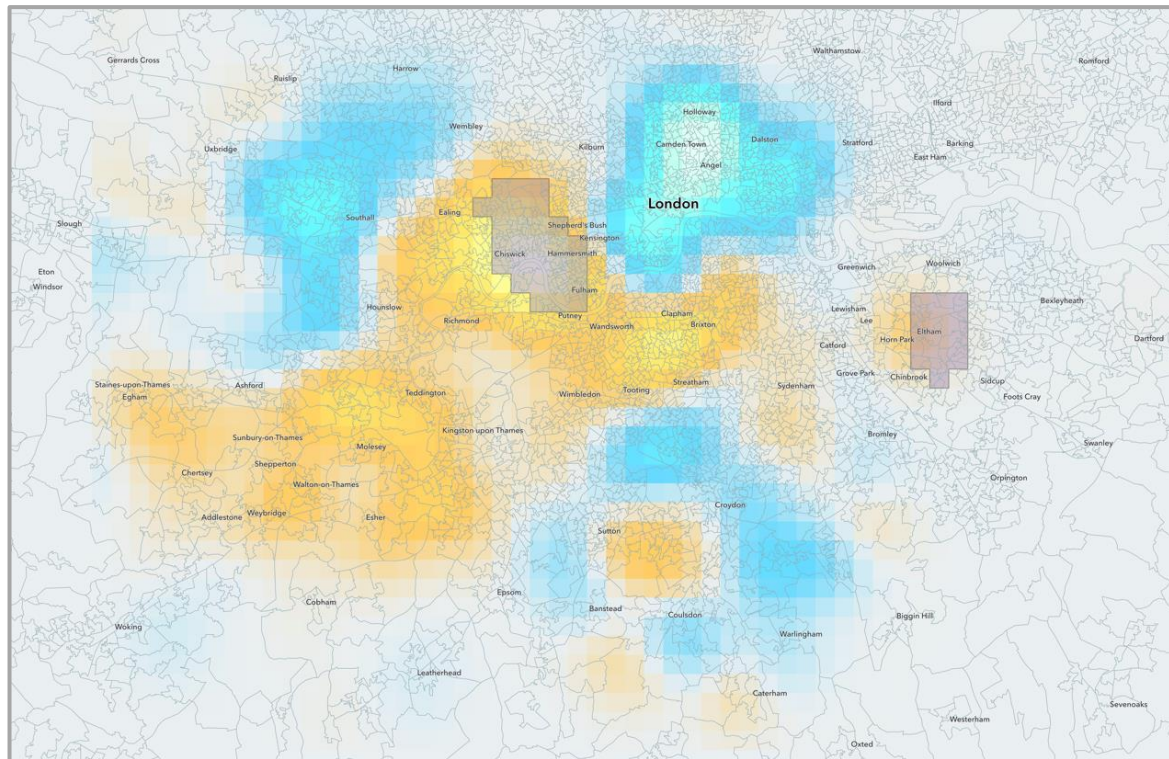 Walthamstow
Gerrards Cross
Romford
Harrow
Ruislip
Ilford
Holloway
Wembley
Dalston
Stratford
Barking
Camden Town
Kilburn
Uxbridge
East Ham
Angel
London
Ealing
Southall
Slough
Shepherd's Bush
Kensington
Chiswick
Hammersmith
Woolwich
Greenwich
Eton
Windsor
Fulham
Bexleyheath
Hounslow
Lewisham
Clapham
Putney
Richmond
Lee
Brixton
Wandsworth
Eltham
Horn Park
Dartford
Catford
Grove Park
Chinbrook
Sidcup
Streatham
Staines-upon-Thames
Ashford
Sydenham
Tooting
Teddington
Wimbledon
Egham
Foots Cray
Kingston upon Thames
Bromley
Sunbury-on-Thames
Swanley
Molesey
Shepperton
Chertsey
Orpington
Walton-on-Thames
Croydon
Weybridge
Addlestone
Esher
Sutton
Epsom
Cobham
Banstead
Coulsdon
Biggin Hill
Woking
Warlingham
Leatherhead
Caterham
Sevenoaks
Westerham
Oxted